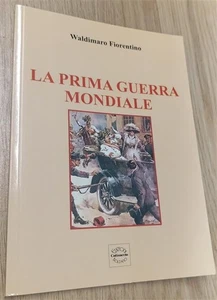 Waldimaro Fiorentino
LA PRIMA GUERRA
MONDIALE